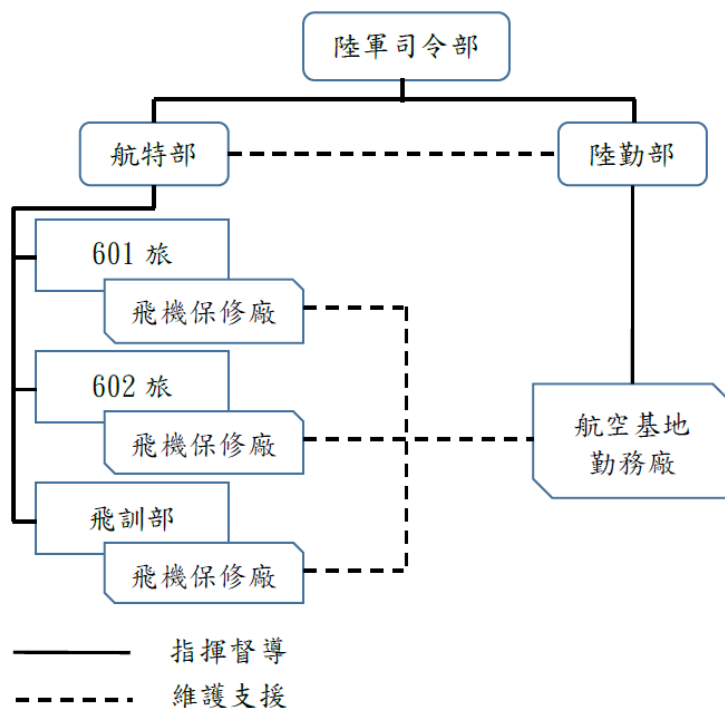 陸軍司令部
航特部
陸勤部
601 旅
飛機保修廠
602 旅
飛機保修廠
航空基地
勤務廠
飛訓部
飛機保修廠
指揮督導
維護支援